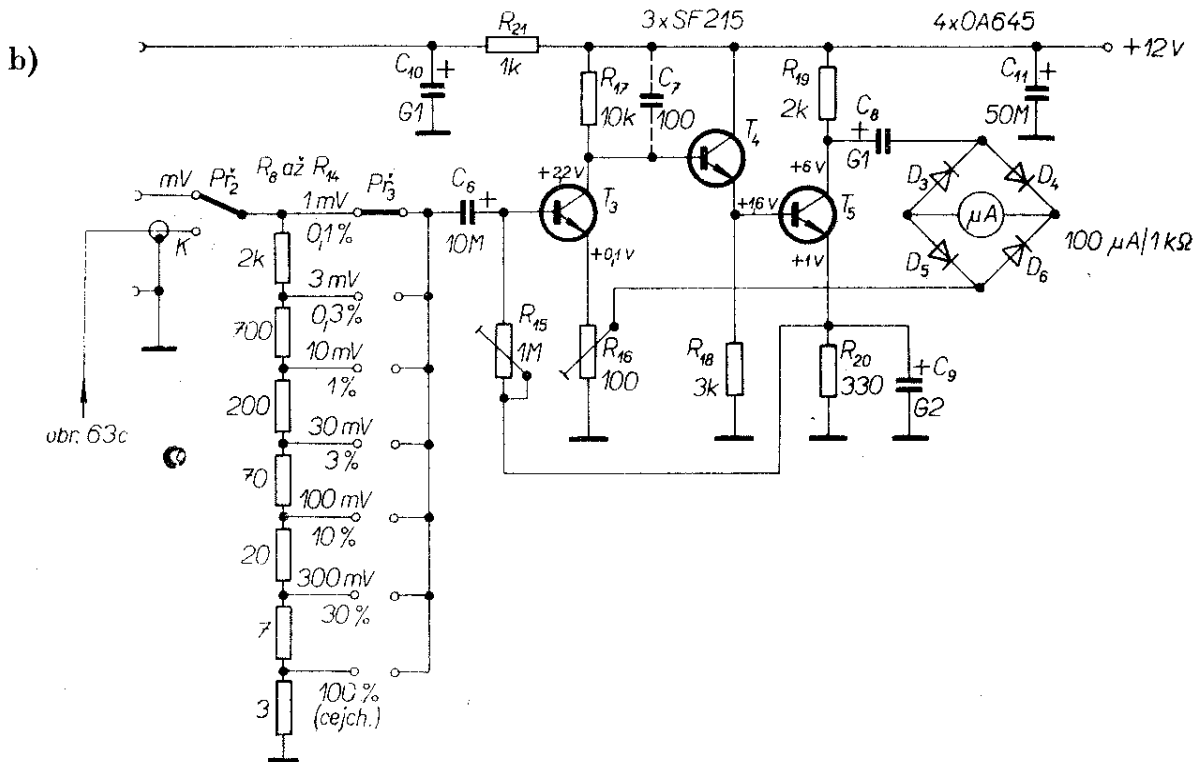 b)
R21
1k
3xSF215
4xOA645
+12V
C10
+
G1
R17
10k
C7
100
T4
R19
2k
C8
+
G1
C11
+
50M
mV
Př2
R8 až R14
1mV
0,1%
Př3
C6
+
10M
+2,2V
T3
+0,1V
+1,6V
+6V
T5
+1V
D3
D4
µA
D5
D6
100 µA/1kΩ
K
2k
3 mV
0,3%
700
10 mV
1%
200
30 mV
3%
70
100 mV
10%
20
300 mV
30%
7
100%
(cejch.)
3
obr. 63c
R15
1M
R16
100
R18
3k
R20
330
+C9
G2